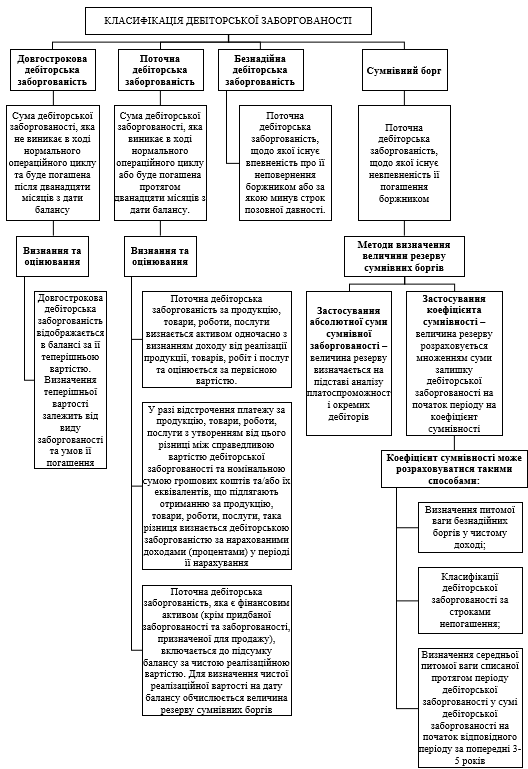 КЛАСИФІКАЦІЯ ДЕБІТОРСЬКОЇ ЗАБОРГОВАНОСТІ
Довгострокова
дебіторська
заборгованість
Поточна
дебіторська
заборгованість
Безнадійна
дебіторська
заборгованість
Сумнівний борг
Сума дебіторської
заборгованості, яка
не виникає в ході
нормального
операційного циклу
та буде погашена
після дванадцяти
місяців з дати
балансу
Сума дебіторської
заборгованості, яка
виникає в ході
нормального
операційного циклу
або буде погашена
протягом
дванадцяти місяців з
дати балансу.
Поточна
дебіторська
заборгованість,
щодо якої існує
впевненість про її
неповернення
боржником або за
якою минув строк
позовної давності.
Поточна
дебіторська
заборгованість,
щодо якої існує
невпевненість її
погашення
боржником
Визнання та
оцінювання
Визнання та
оцінювання
Методи визначення
величини резерву
сумнівних боргів
Довгострокова
дебіторська
заборгованість
відображається
в балансі за її
теперішньою
вартістю.
Визначення
теперішньої
вартості
залежить від
виду
заборгованості
та умов її
погашення
Поточна дебіторська
заборгованість за продукцію,
товари, роботи, послуги
визнається активом одночасно з
визнанням доходу від реалізації
продукції, товарів, робіт і послуг
та оцінюється за первісною
вартістю.
У разі відстрочення платежу за
продукцію, товари, роботи,
послуги з утворенням від цього
різниці між справедливою
вартістю дебіторської
заборгованості та номінальною
сумою грошових коштів та/або їх
еквівалентів, що підлягають
отриманню за продукцію,
товари, роботи, послуги, така
різниця визнається дебіторською
заборгованістю за нарахованими
доходами (процентами) у періоді
її нарахування
Поточна дебіторська
заборгованість, яка є фінансовим
активом (крім придбаної
заборгованості та заборгованості,
призначеної для продажу),
включається до підсумку
балансу за чистою реалізаційною
вартістю. Для визначення чистої
реалізаційної вартості на дату
балансу обчислюється величина
резерву сумнівних боргів
Застосування
абсолютної суми
сумнівної
заборгованості –
величина резерву
визначається на
підставі аналізу
платоспроможност
і окремих
дебіторів
Застосування
коефіцієнта
сумнівності –
величина резерву
розраховується
множенням суми
залишку
дебіторської
заборгованості на
початок періоду на
коефіцієнт
сумнівності
Коефіцієнт сумнівності може
розраховуватися такими
способами:
Визначення питомої
ваги безнадійних
боргів у чистому
доході;
Класифікації
дебіторської
заборгованості за
строками
непогашення;
Визначення середньої
питомої ваги списаної
протягом періоду
дебіторської
заборгованості у сумі
дебіторської
заборгованості на
початок відповідного
періоду за попередні 3-
5 років